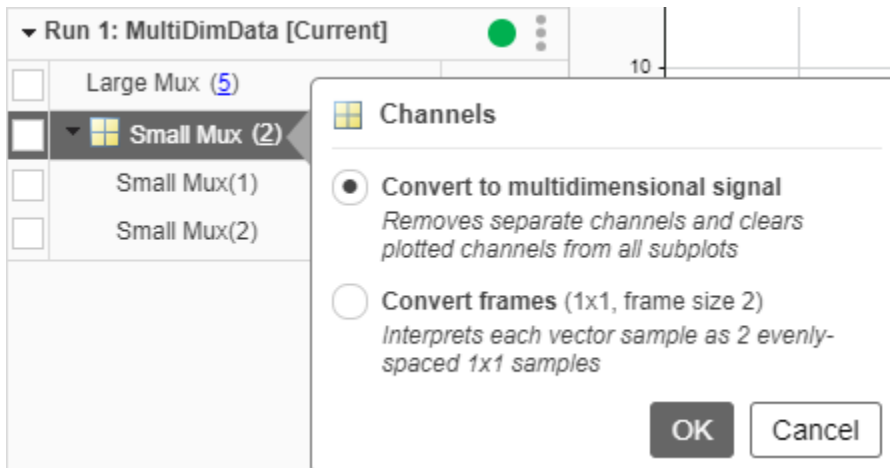 Run 1: MultiDimData [Current]
Large Mux (5)
Small Mux (2)
Small Mux(1)
Small Mux(2)
10
Channels
Convert to multidimensional signal
Removes separate channels and clears
plotted channels from all subplots
Convert frames (1x1, frame size 2)
Interprets each vector sample as 2 evenly-
spaced 1x1 samples
OK
Cancel